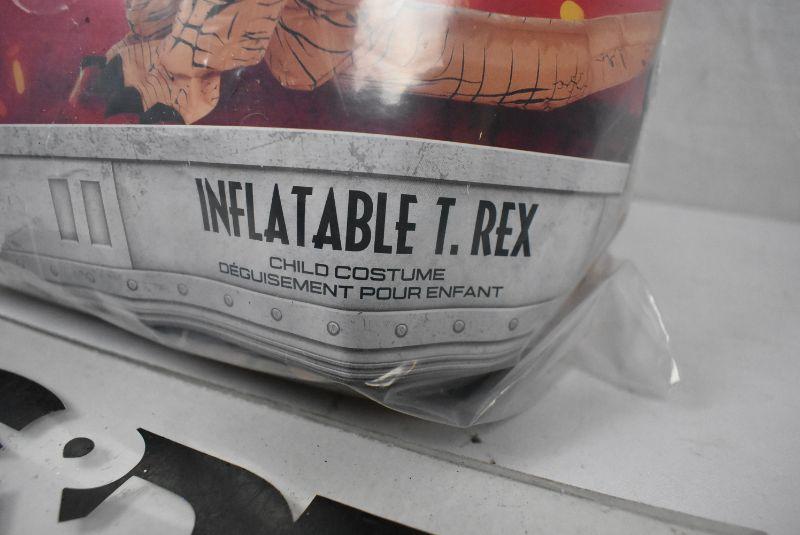 INFLATABLE T. REX
CHILD COSTUME
DÉGUISEMENT POUR ENFANT